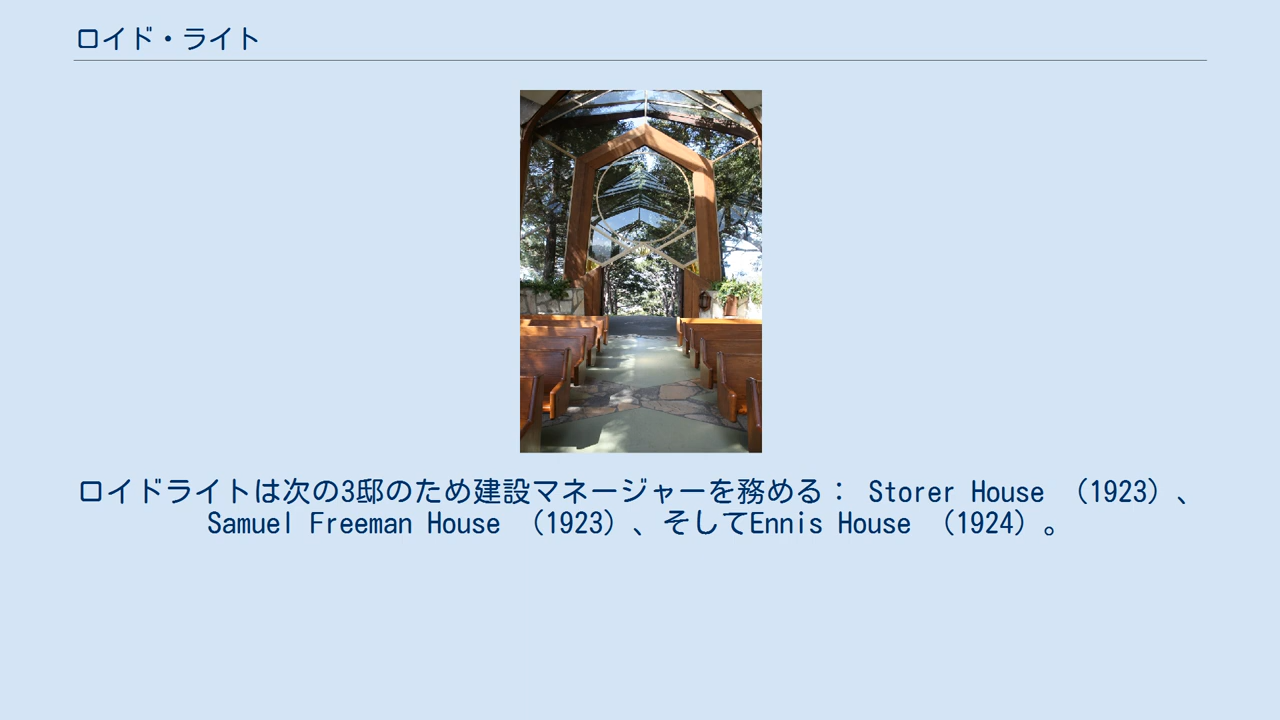 ロイド・ライト
ロイドライトは次の3邸のため建設マネージャーを務める： Storer House （1923）、
Samuel Freeman House （1923）、そしてEnnis House （1924）。